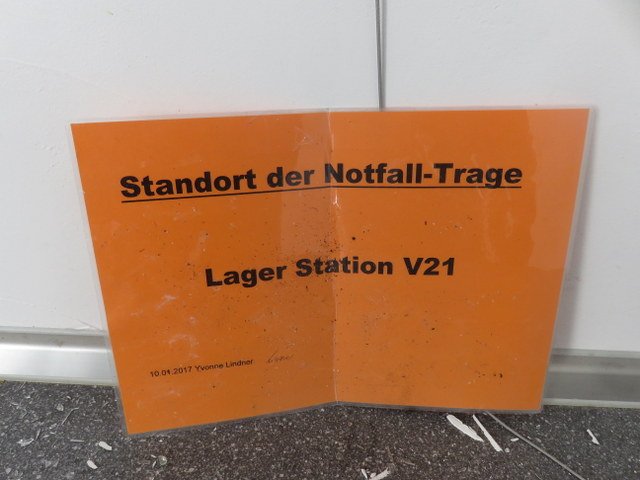 Standort der Notfall-Trage
Lager Station V21
10.01.2017 Yvonne Lindner